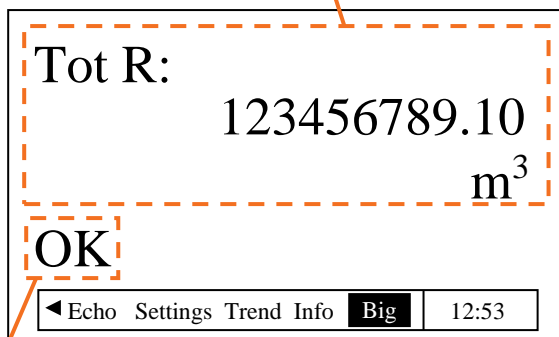 Tot R:
123456789.10
m³
OK
◄ Echo Settings Trend Info Big 12:53